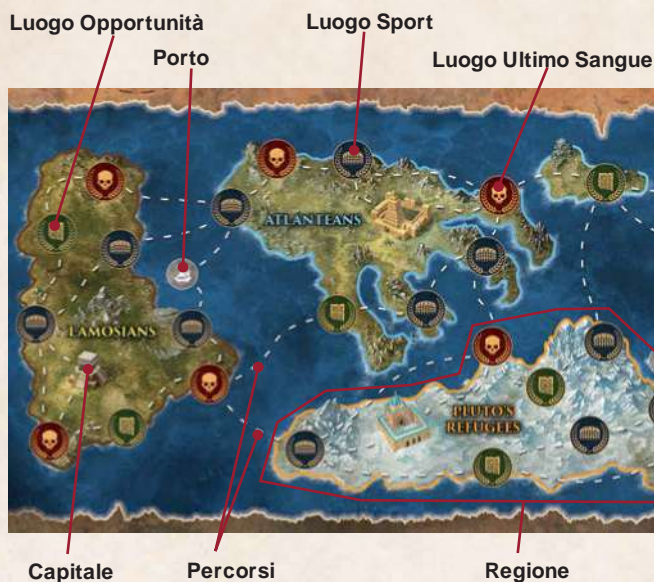 Luogo Opportunità
Luogo Sport
Porto
Luogo Ultimo Sangue
ATLANTEANS
LAMOSIANS
PLUTO'S
REFUGEES
Capitale
Percorsi
Regione